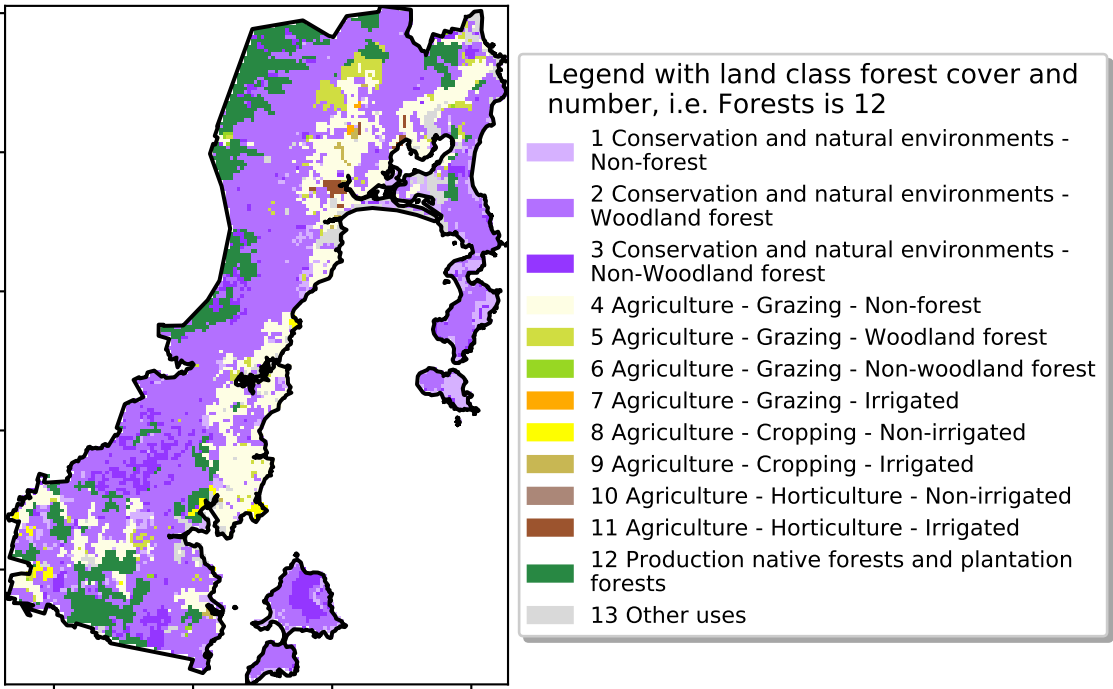 Legend with land class forest cover and
number, i.e. Forests is 12
1 Conservation and natural environments -
Non-forest
2 Conservation and natural environments -
Woodland forest
3 Conservation and natural environments -
Non-Woodland forest
4 Agriculture - Grazing - Non-forest
5 Agriculture - Grazing - Woodland forest
6 Agriculture - Grazing - Non-woodland forest
7 Agriculture - Grazing - Irrigated
8 Agriculture - Cropping - Non-irrigated
9 Agriculture - Cropping - Irrigated
10 Agriculture - Horticulture - Non-irrigated
11 Agriculture - Horticulture - Irrigated
12 Production native forests and plantation
forests
13 Other uses